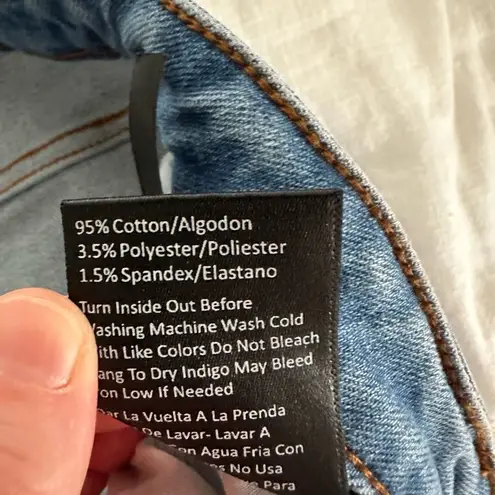 95% Cotton/Algodon
3.5% Polyester/Poliester
1.5% Spandex/Elastano
Turn Inside Out Before
Washing Machine Wash Cold
With Like Colors Do Not Bleach
Hang To Dry Indigo May Bleed
Iron Low If Needed
La Vuelta A La Prenda
De Lavar- Lavar A
Con Agua Fria Con
No Usa
Para